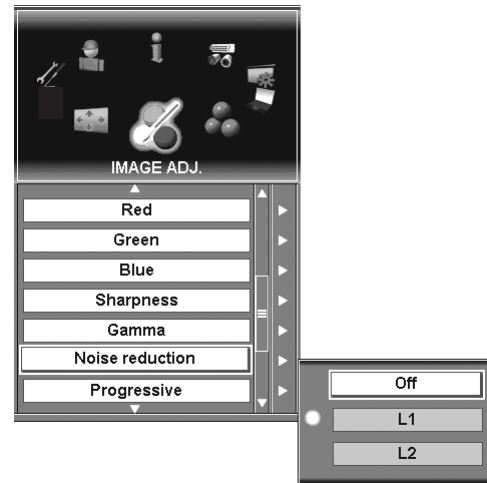 IMAGE ADJ.
Red
Green
Blue
Sharpness
Gamma
Noise reduction
Progressive
Off
L1
L2